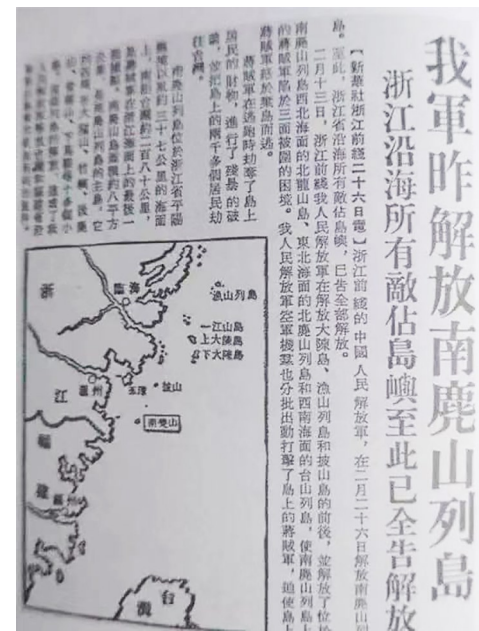 我軍昨解放南麂山列島
浙江沿海所有敵佔島嶼至此已全告解放
【新華社浙江前綫二十六日電】浙江前綫的中國人民解放軍，在二月二十六日解放南麂山列
島。至此，浙江省沿海所有敵佔島嶼，已告全部解放。
二月十三日，浙江前綫我人民解放軍在解放大陳島、漁山列島和披山島的前後，並解放了位於
南麂山列島西北海面的北龍山島、東北海面的北麂山列島和西南海面的台山列島，使南麂山列島上
的蔣賊軍陷於三面被圍的困境。我人民解放軍空軍機羣也分批出動打擊了島上的蔣賊軍，迫使島上
蔣賊軍終於棄島而逃。
蔣賊軍在逃跑時劫奪了島上
居民的財物，進行了殘暴的破
壞，並把島上的兩千多個居民劫
往台灣。
南麂山列島位於浙江省平陽
以東約三十七公里的海面
上，南距台灣約二百八十公里，
是蔣賊軍在浙江海面上的最後一
個據點。南麂山島面積約八平方
公里，是南麂山列島的主島。它
浙江
臨海
漁山列島
一江山島
上大陳島
下大陳島
溫州
玉環
披山
南麂山
福建
福州
台灣